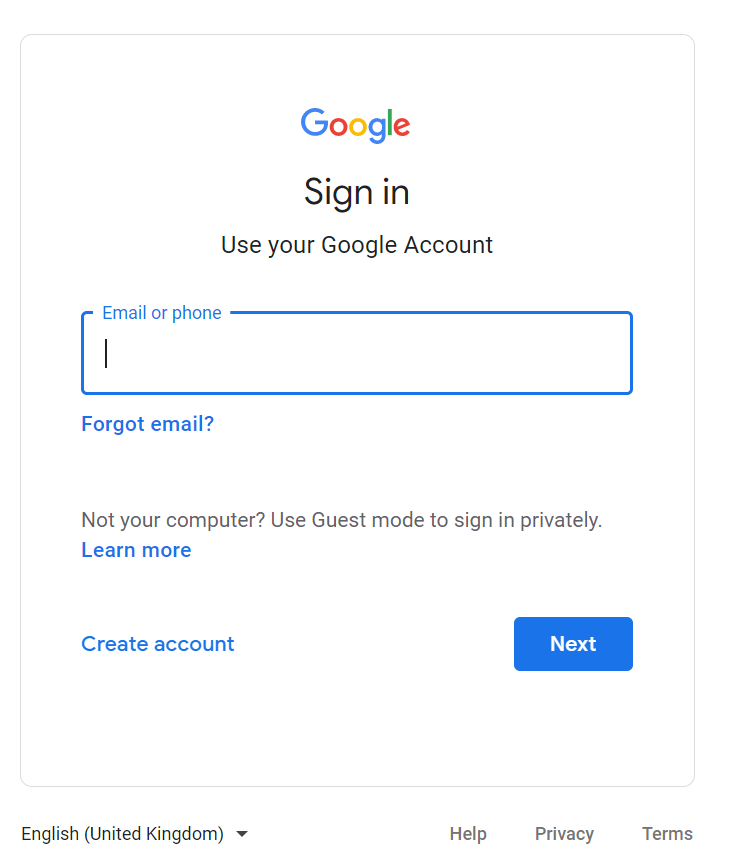 Google
Sign in
Use your Google Account
Email or phone
Forgot email?
Not your computer? Use Guest mode to sign in privately.
Learn more
Create account
Next
English (United Kingdom)
Help
Privacy
Terms